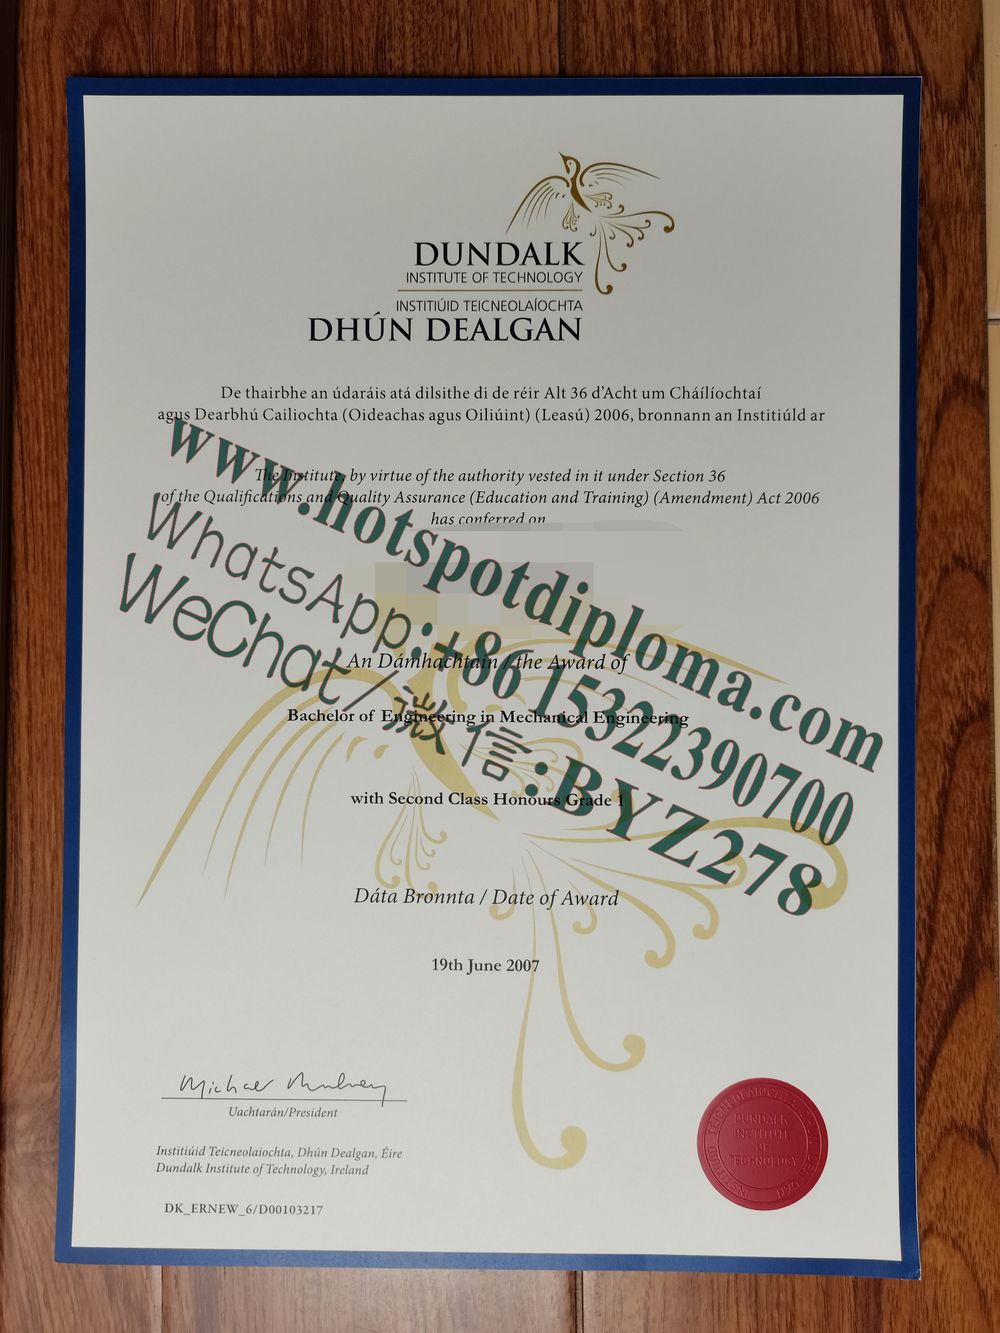 DUNDALK
INSTITUTE OF TECHNOLOGY
INSTITIÚID TEICNEOLAÍOCHTA
DHÚN DEALGAN
De thairbhe an údaráis atá dilsithe di de réir Alt 36 d'Acht um Cháilíochtaí
agus Dearbhú Cailiochta (Oideachas agus Oiliúint) (Leasú) 2006, bronnann an Institiúld ar
The Institute, by virtue of the authority vested in it under Section 36
of the Qualifications and Quality Assurance (Education and Training) (Amendment) Act 2006
has conferred on
www.hotspotdiploma.com
WhatsApp:+86 15322390700
WeChat/微信:BYZ278
An Dámhachtain / the Award of
Bachelor of Engineering in Mechanical Engineering
with Second Class Honours Grade 1
Dáta Bronnta / Date of Award
19th June 2007
Uachtarán/President
Institiúid Teicneolaiochta, Dhún Dealgan, Éire
Dundalk Institute of Technology, Ireland
DK_ERNEW_6/D00103217
DUNDALK
INSTITUTE
OF
TECHNOLOGY